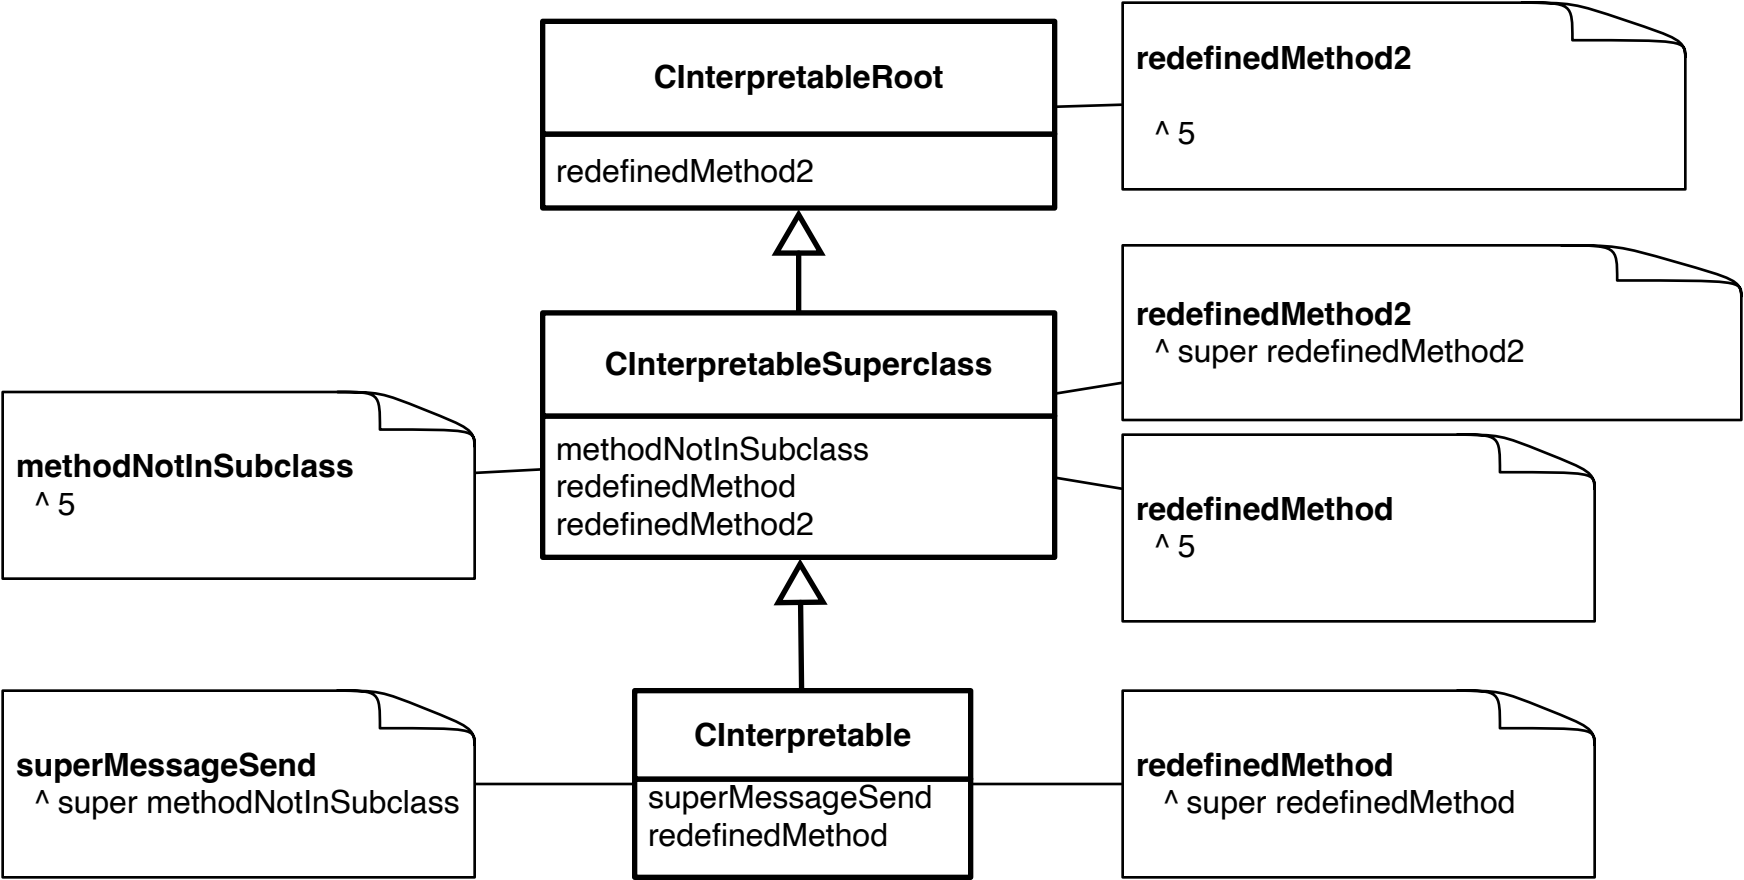 CInterpretableRoot
redefinedMethod2
redefinedMethod2
^ 5
CInterpretableSuperclass
methodNotInSubclass
redefinedMethod
redefinedMethod2
redefinedMethod2
^ super redefinedMethod2
methodNotInSubclass
^ 5
redefinedMethod
^ 5
CInterpretable
superMessageSend
redefinedMethod
superMessageSend
^ super methodNotInSubclass
redefinedMethod
^ super redefinedMethod